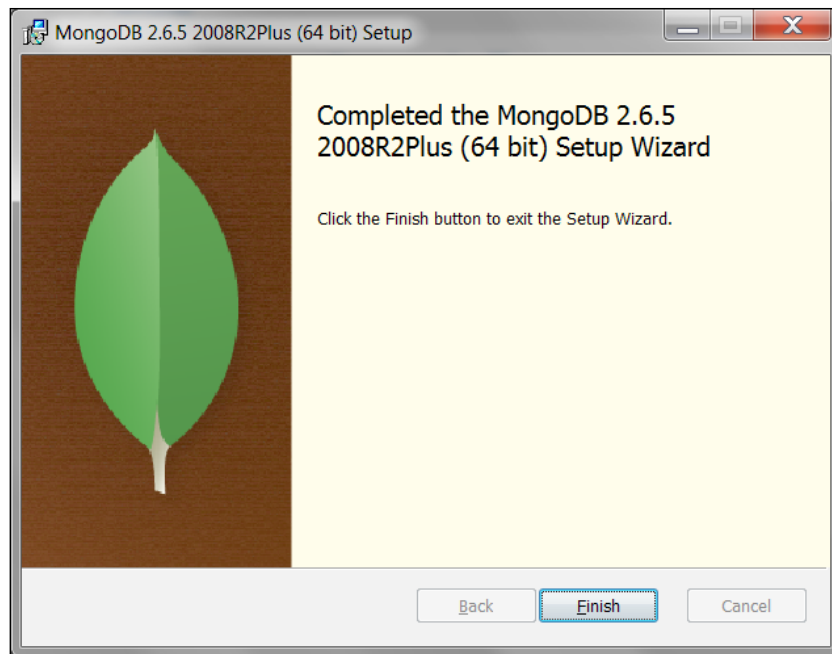 MongoDB 2.6.5 2008R2Plus (64 bit) Setup
Completed the MongoDB 2.6.5
2008R2Plus (64 bit) Setup Wizard
Click the Finish button to exit the Setup Wizard.
Back
Finish
Cancel